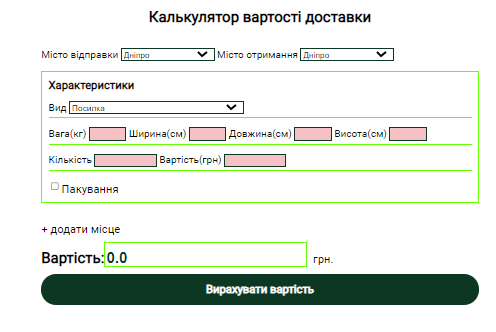 Калькулятор вартості доставки
Місто відправки Дніпро Місто отримання Дніпро
Характеристики
Вид Посилка
Вага(кг) Ширина(см) Довжина(см) Висота(см)
Кількість Вартість(грн)
Пакування
+ додати місце
Вартість: 0.0 грн.
Вирахувати вартість